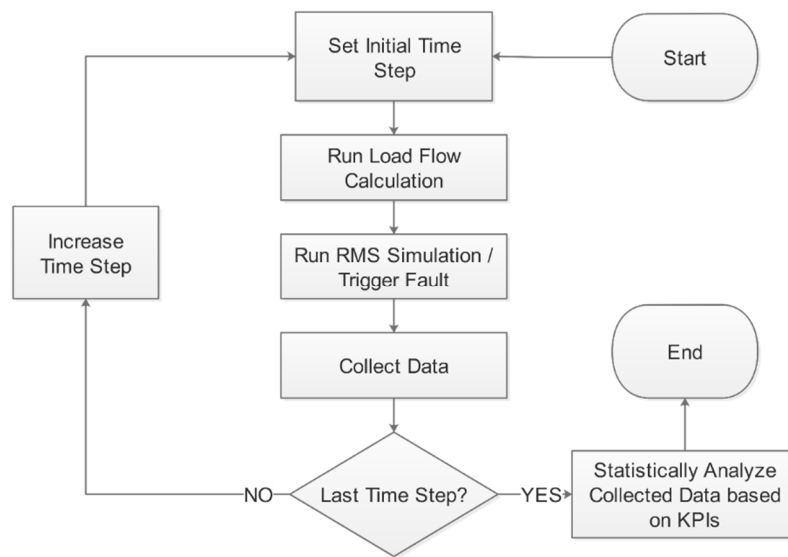 Set Initial Time
Step
Start
Run Load Flow
Calculation
Increase
Time Step
Run RMS Simulation /
Trigger Fault
Collect Data
End
Last Time Step?
NO
YES
Statistically Analyze
Collected Data based
on KPIs